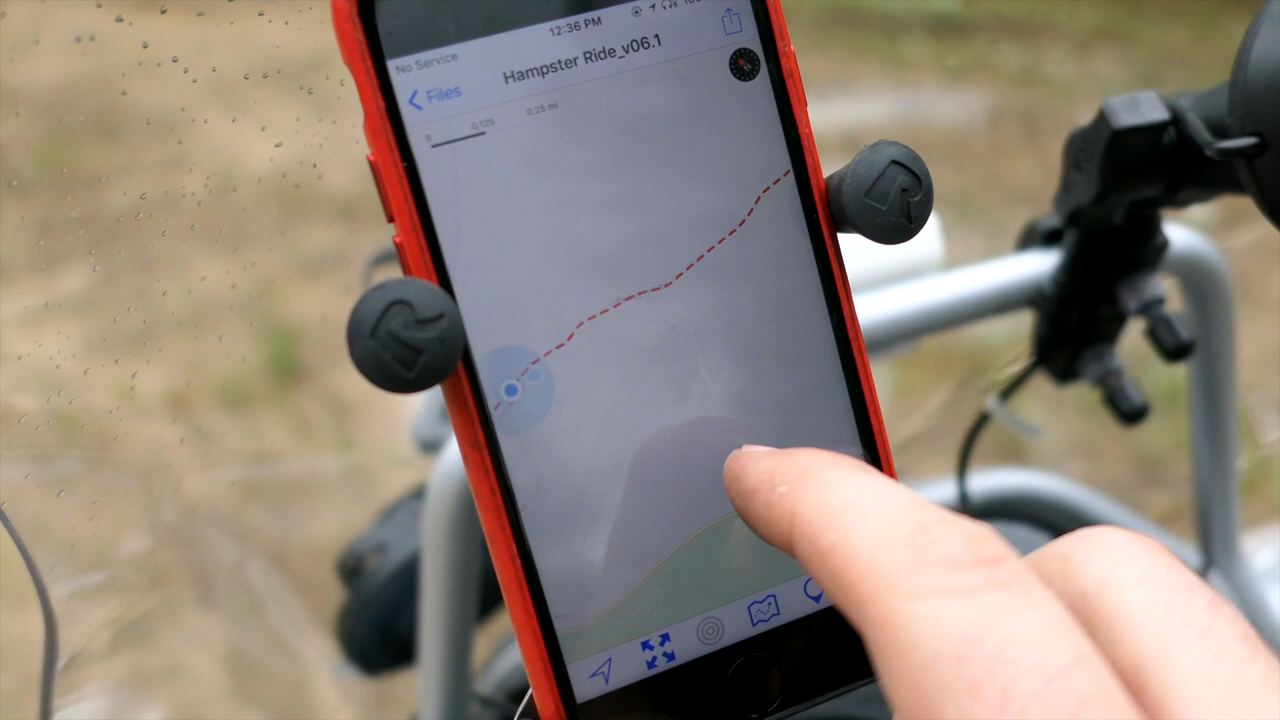 12:36 PM
No Service
Hampster Ride_v06.1
Files
0 0.125 0.25 mi
R
R